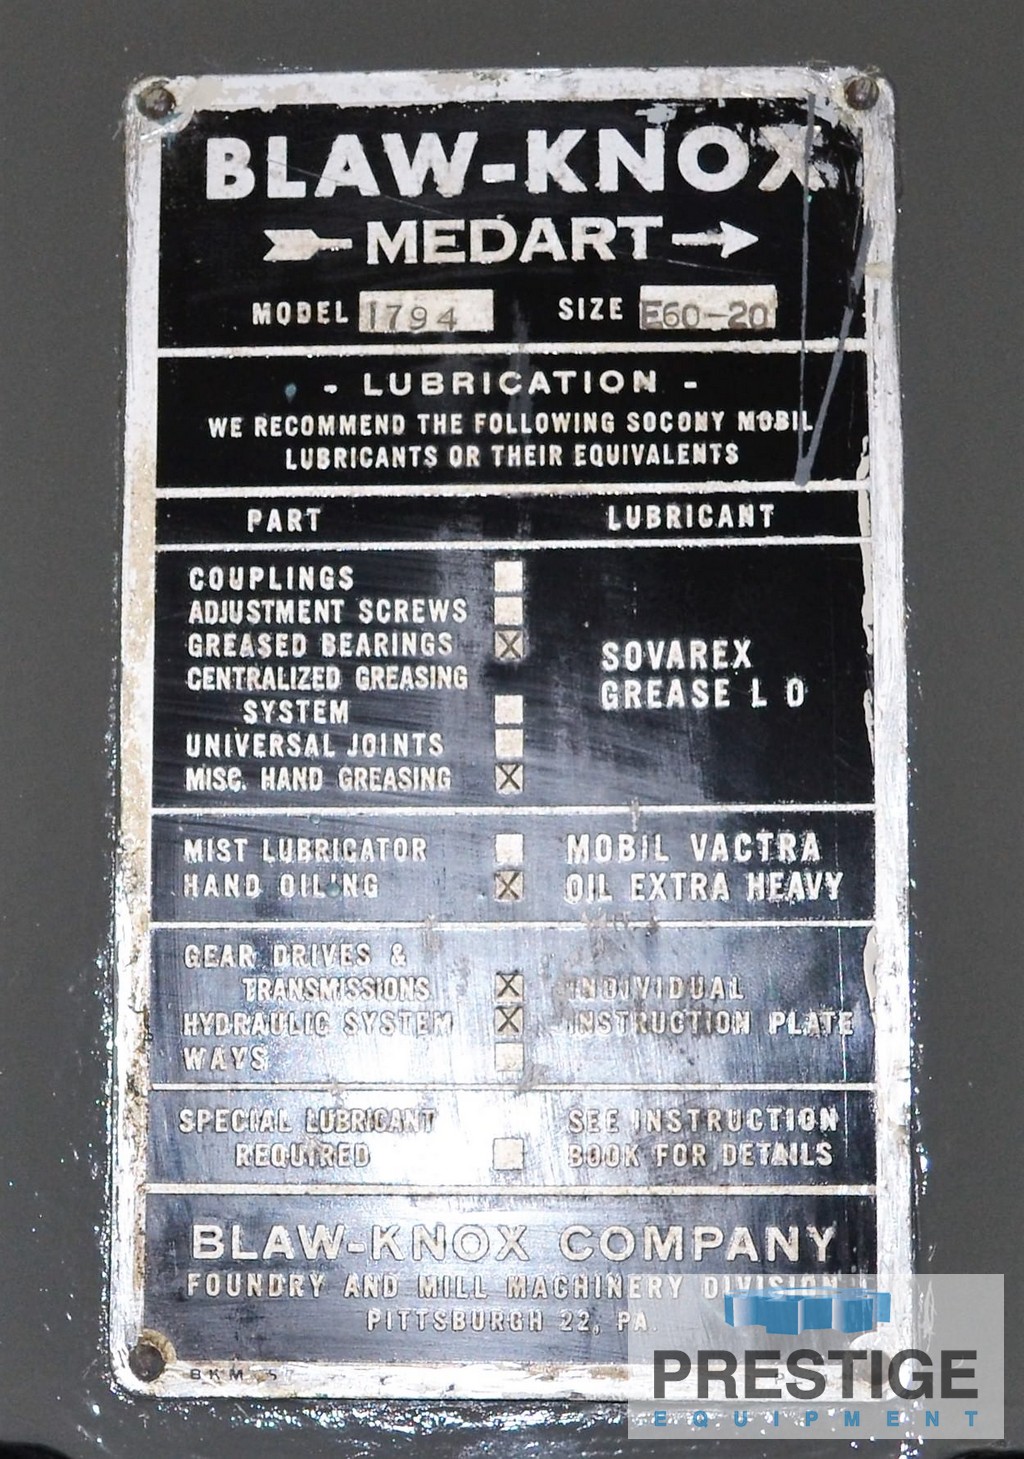 BLAW-KNOX
MEDART
MODEL 1794 SIZE E60-20
- LUBRICATION -
WE RECOMMEND THE FOLLOWING SOCONY MOBIL
LUBRICANTS OR THEIR EQUIVALENTS
PART LUBRICANT
COUPLINGS
ADJUSTMENT SCREWS
GREASED BEARINGS X
SOVAREX
CENTRALIZED GREASING
GREASE L O
SYSTEM
UNIVERSAL JOINTS
MISC. HAND GREASING X
MIST LUBRICATOR MOBIL VACTRA
HAND OIL'NG X OIL EXTRA HEAVY
GEAR DRIVES &
TRANSMISSIONS X INDIVIDUAL
HYDRAULIC SYSTEM X INSTRUCTION PLATE
WAYS
SPECIAL LUBRICANT SEE INSTRUCTION
REQUIRED BOOK FOR DETAILS
BLAW-KNOX COMPANY
FOUNDRY AND MILL MACHINERY DIVISION
PITTSBURGH 22, PA.
BKM
PRESTIGE
EQUIPMENT